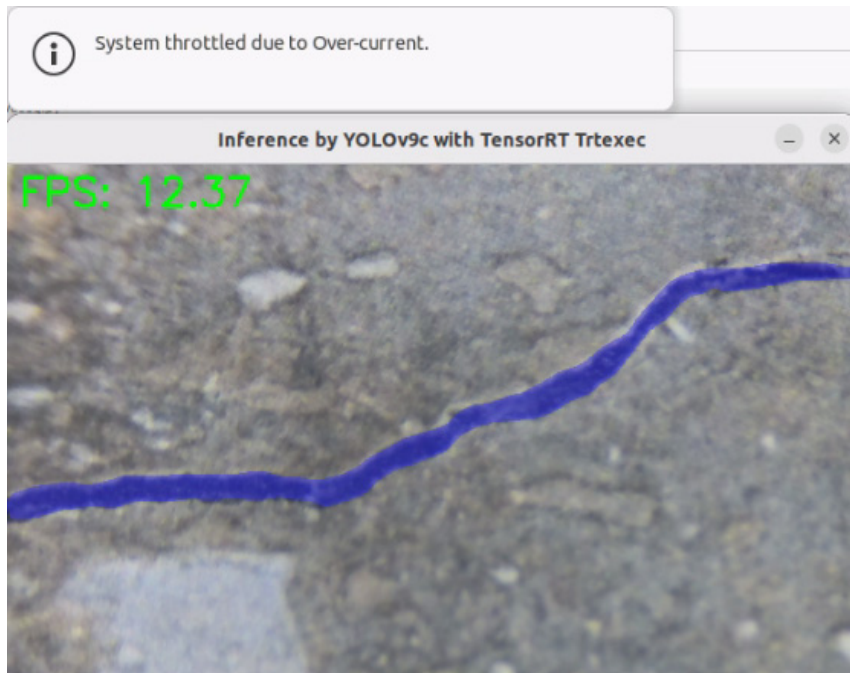 System throttled due to Over-current.
Inference by YOLOv9c with TensorRT Trtexec
FPS: 12.37